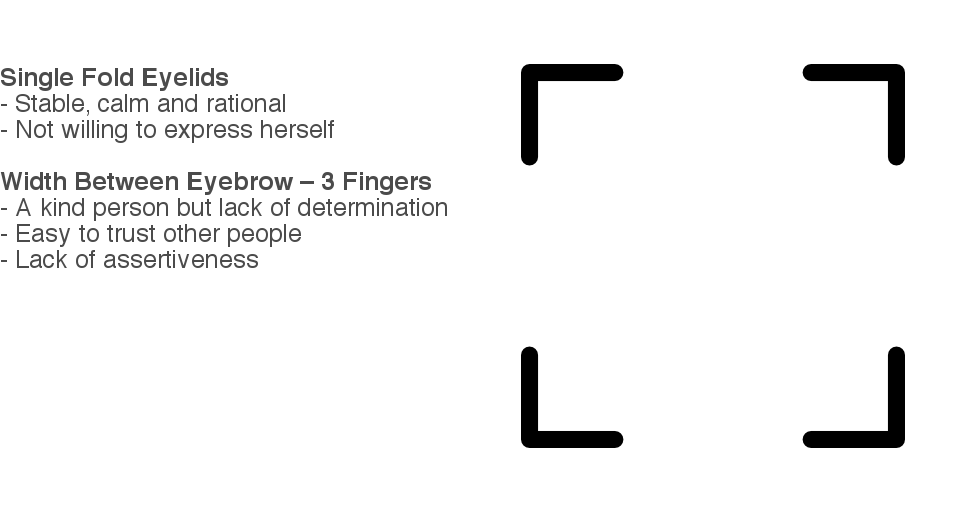 Single Fold Eyelids
- Stable, calm and rational
- Not willing to express herself
Width Between Eyebrow – 3 Fingers
- A kind person but lack of determination
- Easy to trust other people
- Lack of assertiveness